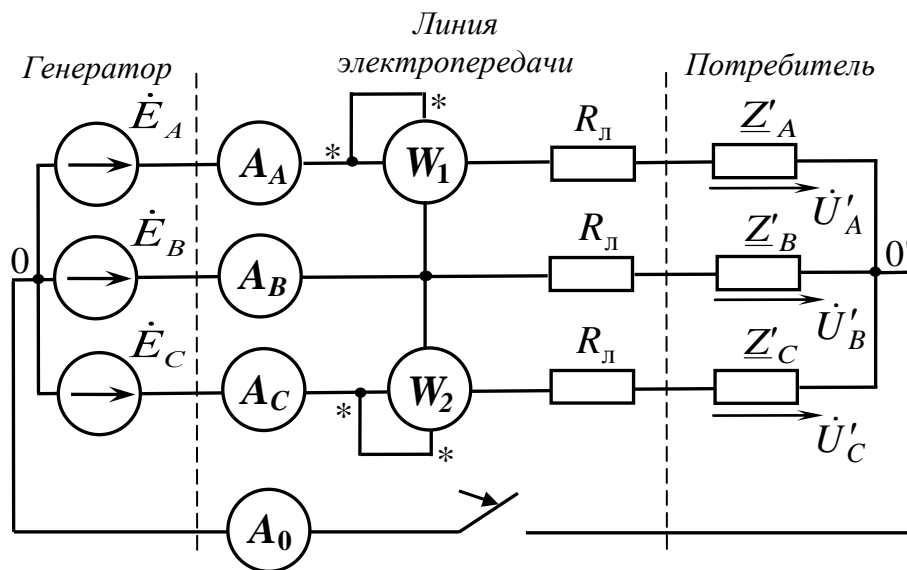 Генератор
Линия электропередачи
Потребитель
Ė_A
A_A
*
*
W_1
R_л
Z'_A
U̇'_A
0
Ė_B
A_B
R_л
Z'_B
0'
U̇'_B
Ė_C
A_C
*
*
W_2
R_л
Z'_C
U̇'_C
A_0